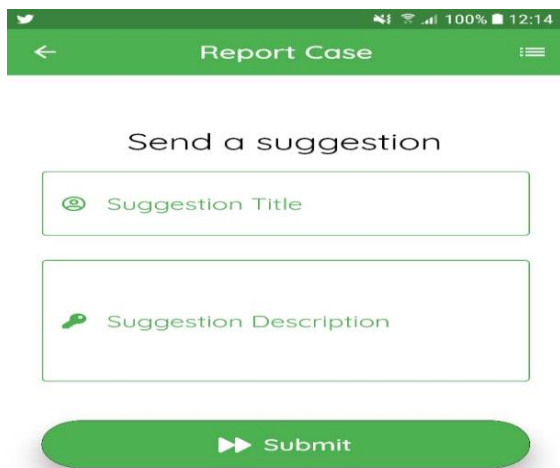 100% 12:14
Report Case
Send a suggestion
Suggestion Title
Suggestion Description
Submit